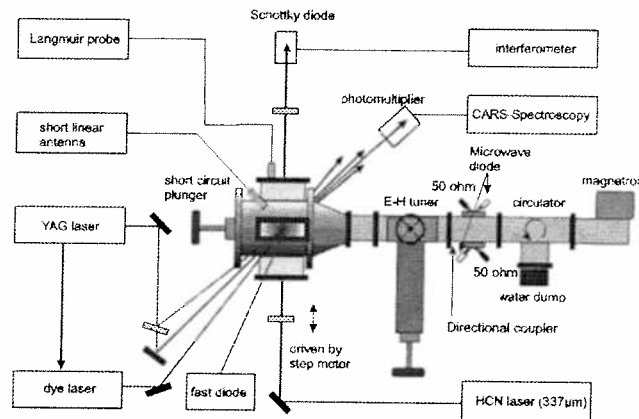 Schottky diode
Langmuir probe
interferometer
photomultiplier
CARS-Spectroscopy
short linear
antenna
Microwave
diode
short circuit
plunger
50 ohm
magnetron
E-H tuner
circulator
YAG laser
50 ohm
water dump
Directional coupler
driven by
step motor
dye laser
fast diode
HCN laser (337µm)